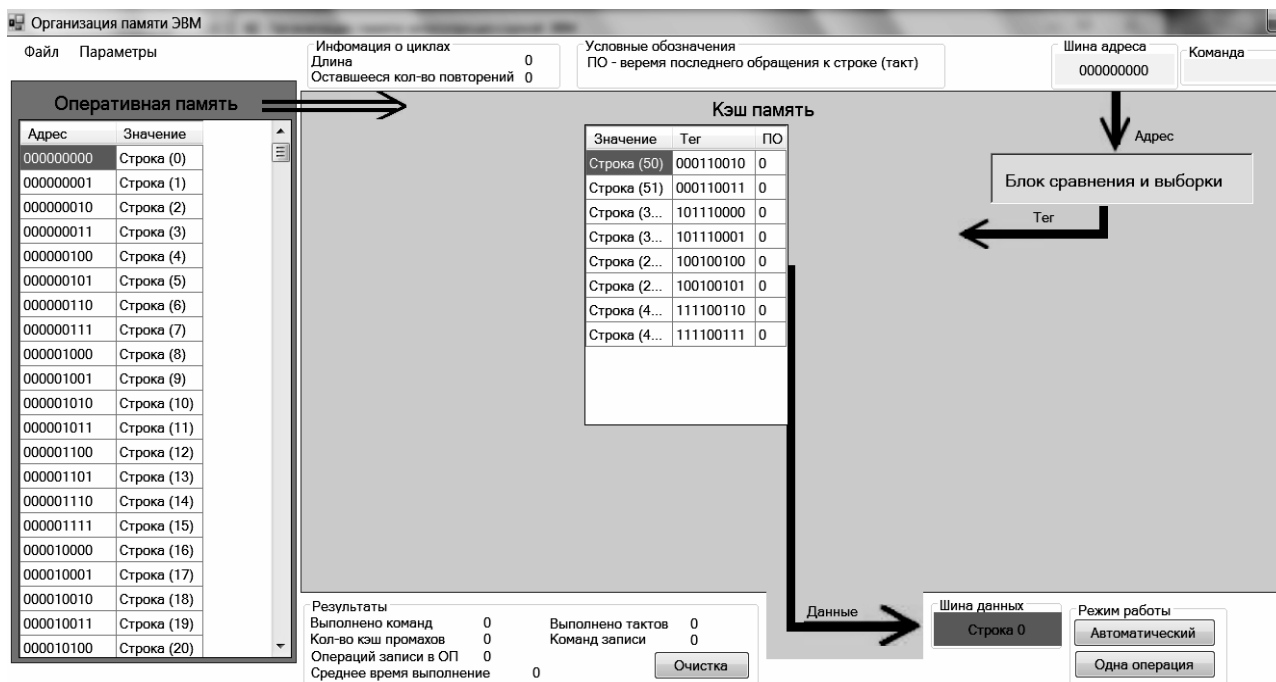 Организация памяти ЭВМ
Файл Параметры
Инфомация о циклах
Длина 0
Оставшееся кол-во повторений 0
Условные обозначения
ПО - веремя последнего обращения к строке (такт)
Шина адреса
000000000
Команда
Оперативная память
Адрес Значение
000000000 Строка (0)
000000001 Строка (1)
000000010 Строка (2)
000000011 Строка (3)
000000100 Строка (4)
000000101 Строка (5)
000000110 Строка (6)
000000111 Строка (7)
000001000 Строка (8)
000001001 Строка (9)
000001010 Строка (10)
000001011 Строка (11)
000001100 Строка (12)
000001101 Строка (13)
000001110 Строка (14)
000001111 Строка (15)
000010000 Строка (16)
000010001 Строка (17)
000010010 Строка (18)
000010011 Строка (19)
000010100 Строка (20)
Кэш память
Значение Тег ПО
Строка (50) 000110010 0
Строка (51) 000110011 0
Строка (3... 101110000 0
Строка (3... 101110001 0
Строка (2... 100100100 0
Строка (2... 100100101 0
Строка (4... 111100110 0
Строка (4... 111100111 0
Адрес
Блок сравнения и выборки
Тег
Результаты
Выполнено команд 0 Выполнено тактов 0
Кол-во кэш промахов 0 Команд записи 0
Операций записи в ОП 0
Среднее время выполнение 0
Очистка
Данные
Шина данных
Строка 0
Режим работы
Автоматический
Одна операция